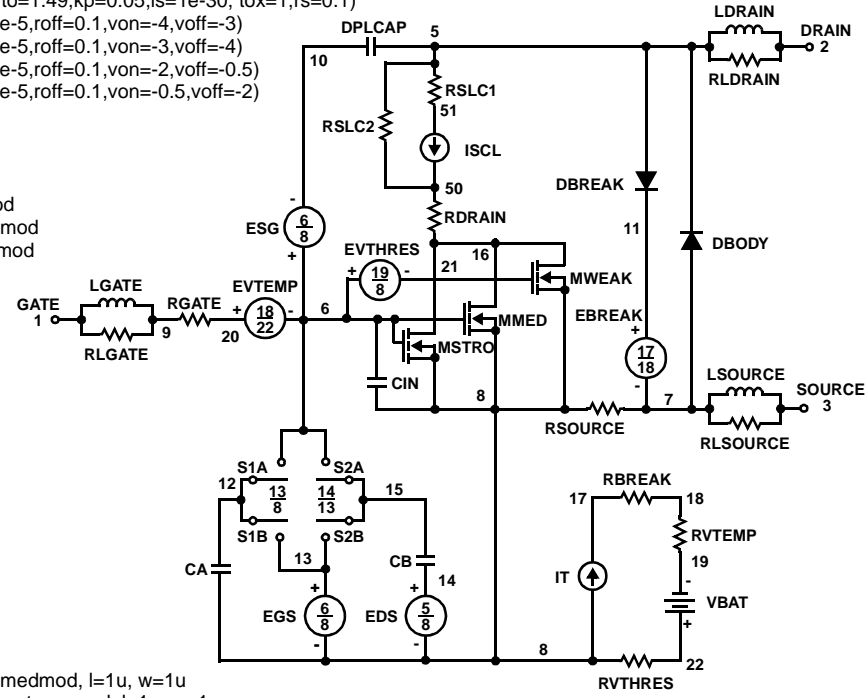 to=1.49,kp=0.05,is=1e-30, tox=1,rs=0.1)
e-5,roff=0.1,von=-4,voff=-3)
e-5,roff=0.1,von=-3,voff=-4)
e-5,roff=0.1,von=-2,voff=-0.5)
e-5,roff=0.1,von=-0.5,voff=-2)
LDRAIN
DPLCAP
5
DRAIN
2
10
RLDRAIN
RSLC1
51
RSLC2
ISCL
50
od
mod
mod
-
ESG
6
8
+
RDRAIN
DBREAK
11
DBODY
EVTHRES
+
19
8
-
21
16
MWEAK
LGATE
GATE
1
RLGATE
9
RGATE
20
EVTEMP
+
18
22
-
6
MMED
EBREAK
+
17
18
-
MSTRO
CIN
8
RSOURCE
7
LSOURCE
SOURCE
3
RLSOURCE
12
S1A
13
8
S2A
14
13
15
S1B
S2B
13
CA
CB
14
+
EGS
6
8
-
+
EDS
5
8
-
RBREAK
17
18
RVTEMP
19
IT
-
VBAT
+
8
22
RVTHRES
medmod, l=1u, w=1u